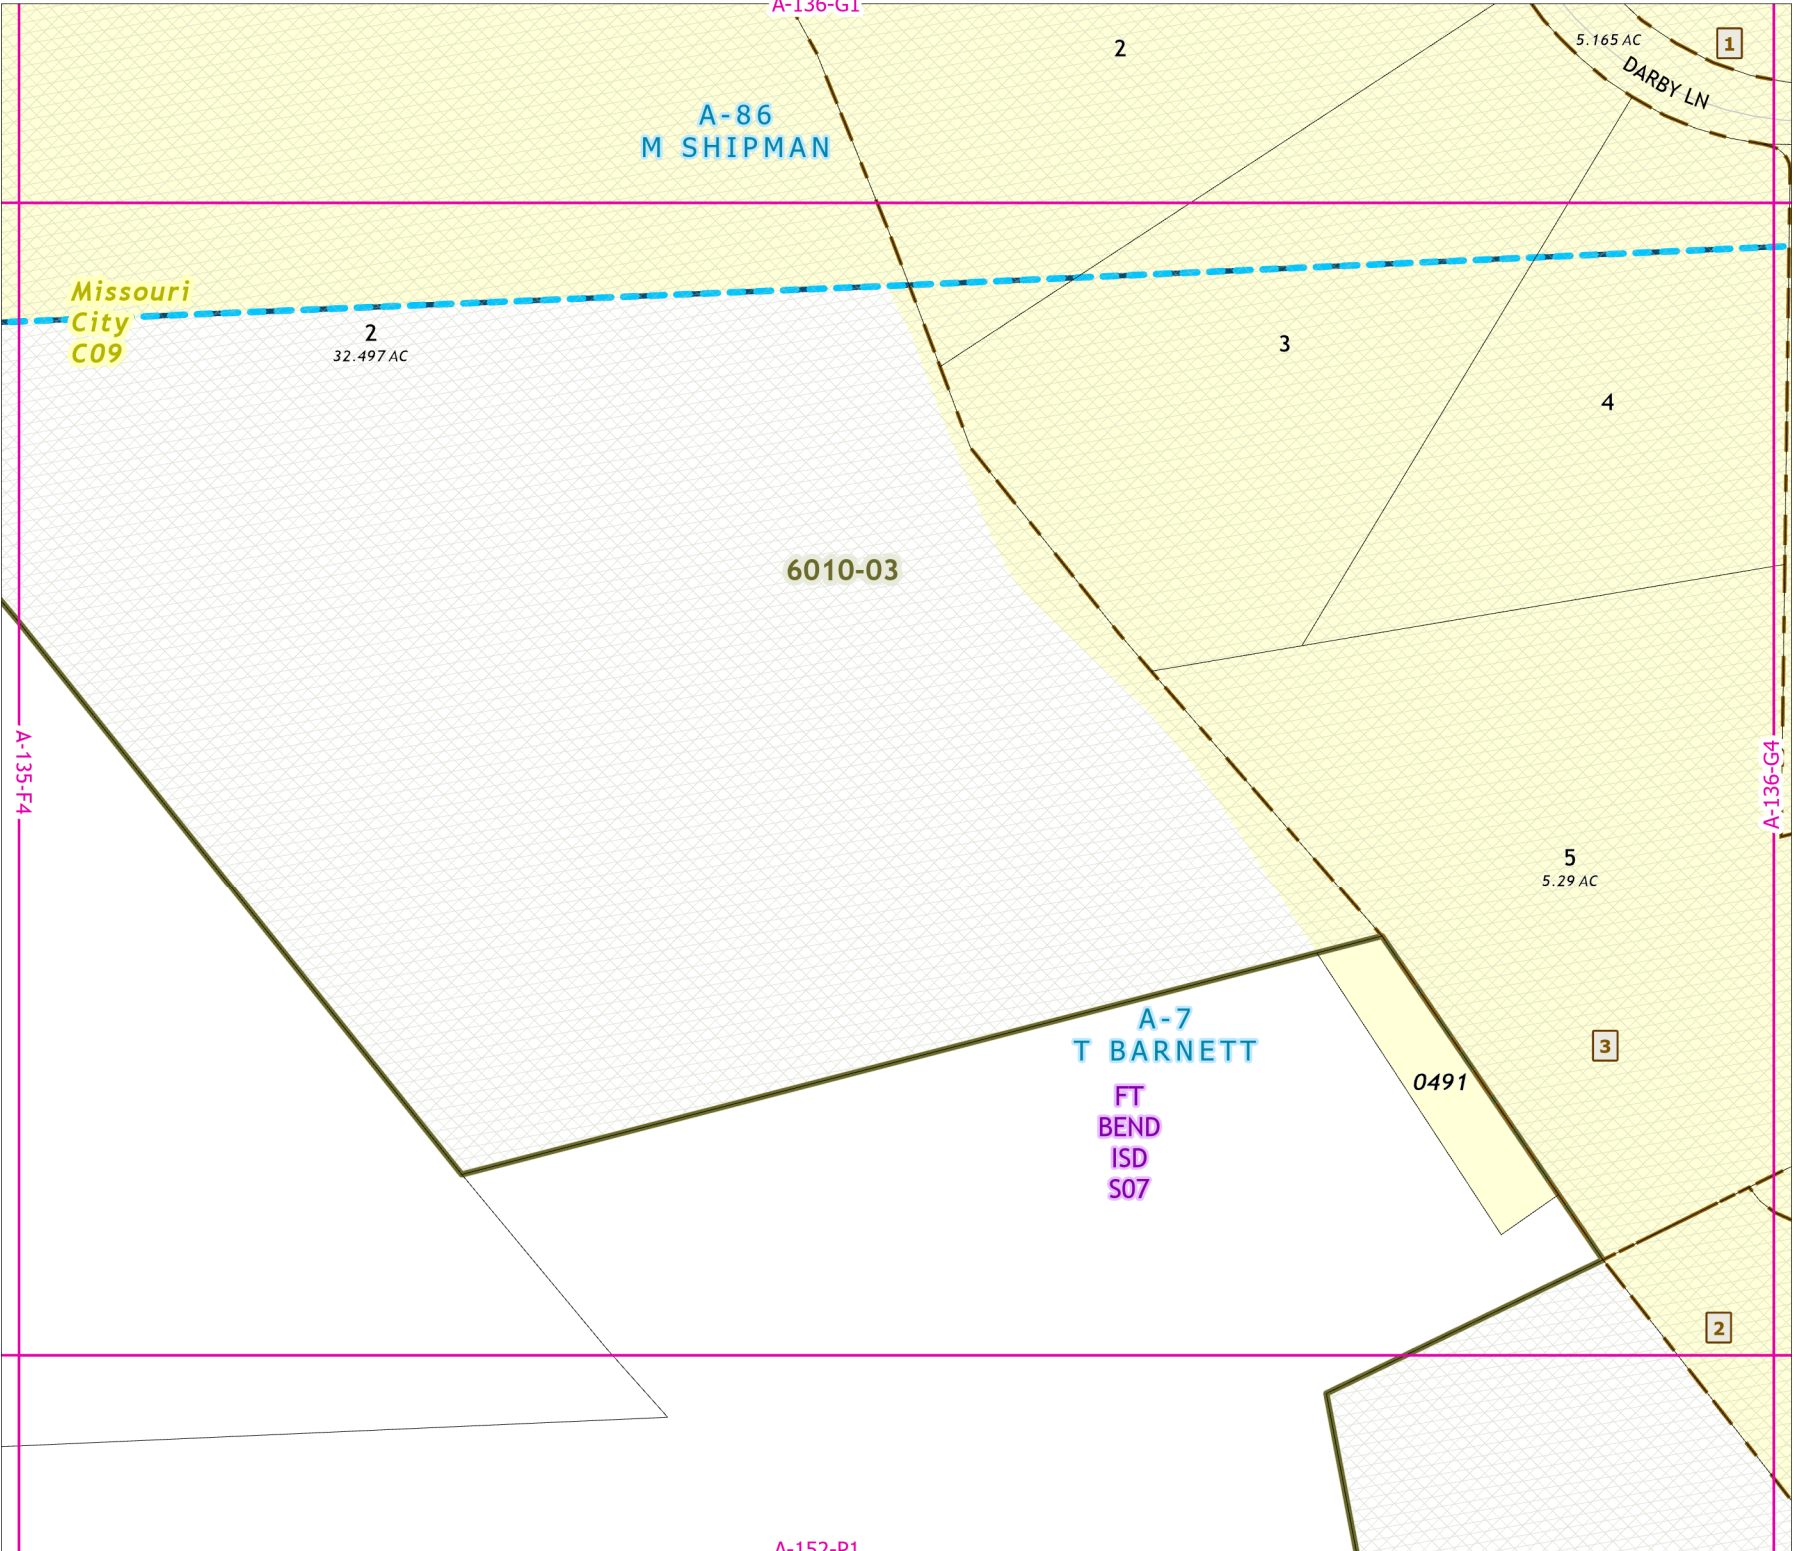 A-136-G1
2
5.165 AC
1
DARBY LN
A-86
M SHIPMAN
Missouri
City
C09
2
32.497 AC
3
4
6010-03
A-135-F4
A-136-G4
5
5.29 AC
A-7
T BARNETT
3
0491
FT
BEND
ISD
S07
2